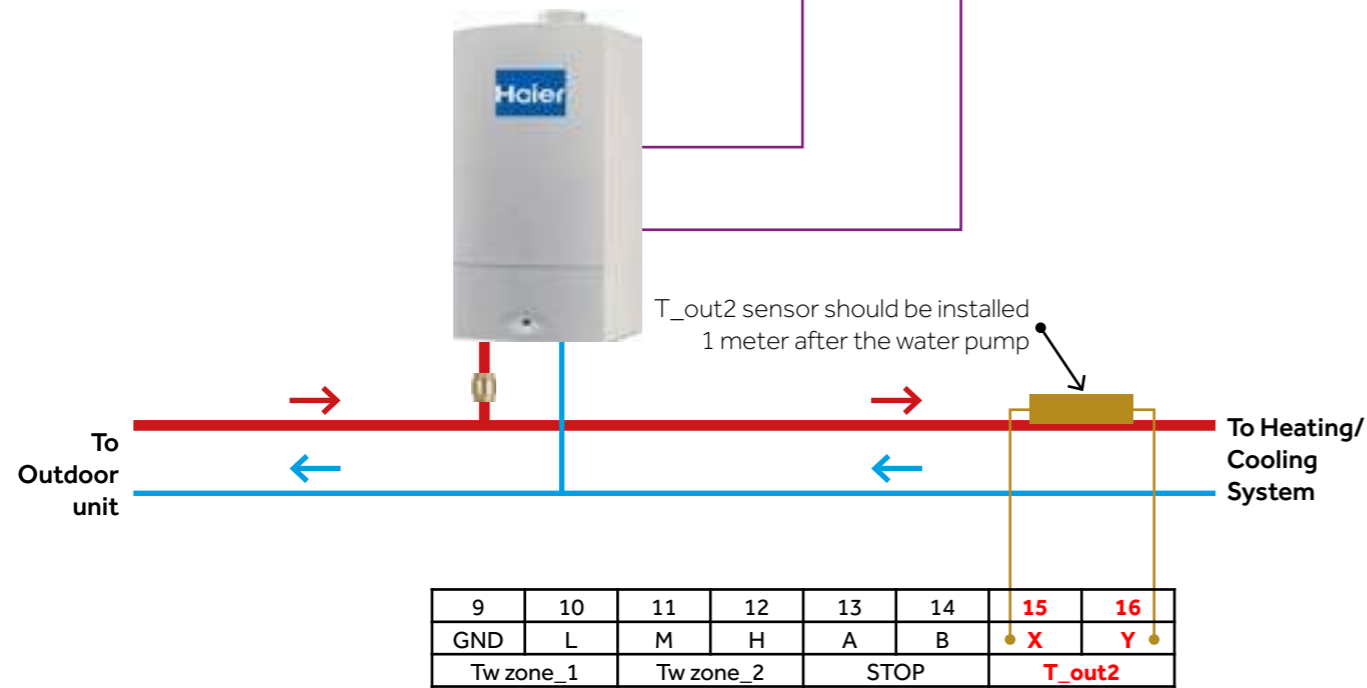 Haier
T_out2 sensor should be installed
1 meter after the water pump
To
Outdoor
unit
To Heating/
Cooling
System
9 10 11 12 13 14 15 16
GND L M H A B X Y
Tw zone_1 Tw zone_2 STOP T_out2